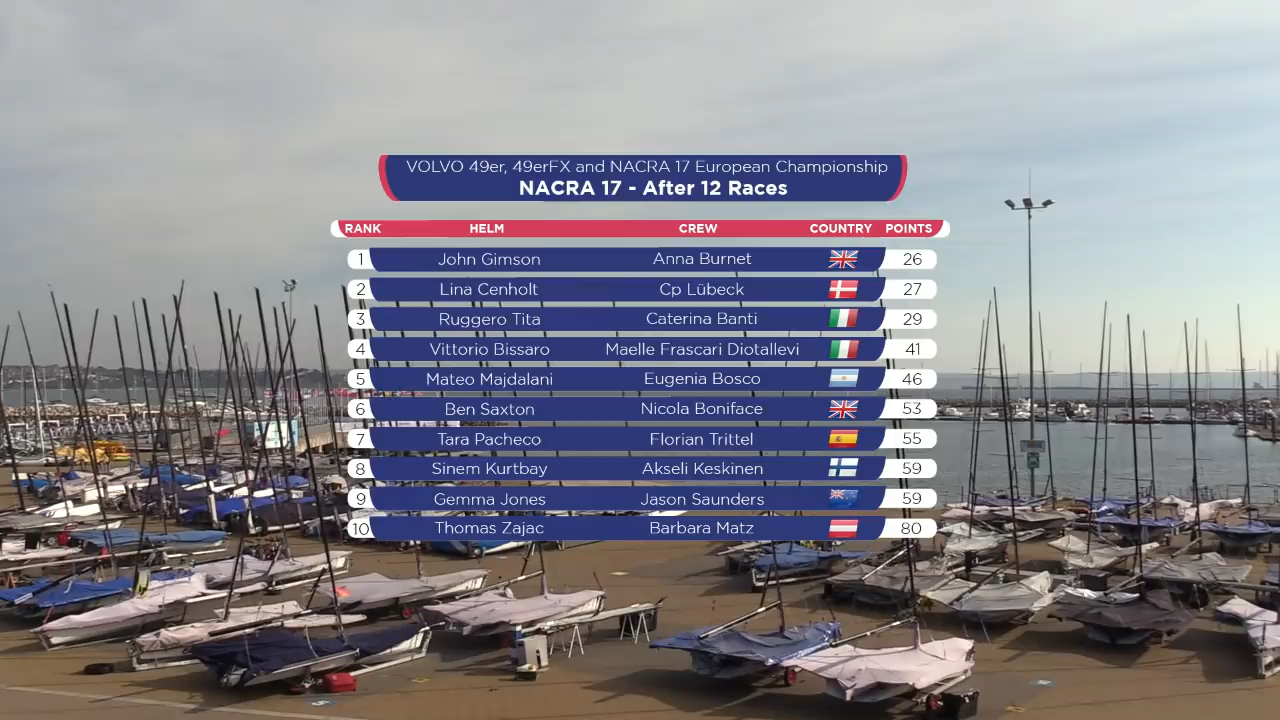 VOLVO 49er, 49erFX and NACRA 17 European Championship
NACRA 17 - After 12 Races
RANK HELM CREW COUNTRY POINTS
1 John Gimson Anna Burnet 26
2 Lina Cenholt Cp Lübeck 27
3 Ruggero Tita Caterina Banti 29
4 Vittorio Bissaro Maelle Frascari Diotallevi 41
5 Mateo Majdalani Eugenia Bosco 46
6 Ben Saxton Nicola Boniface 53
7 Tara Pacheco Florian Trittel 55
8 Sinem Kurtbay Akseli Keskinen 59
9 Gemma Jones Jason Saunders 59
10 Thomas Zajac Barbara Matz 80